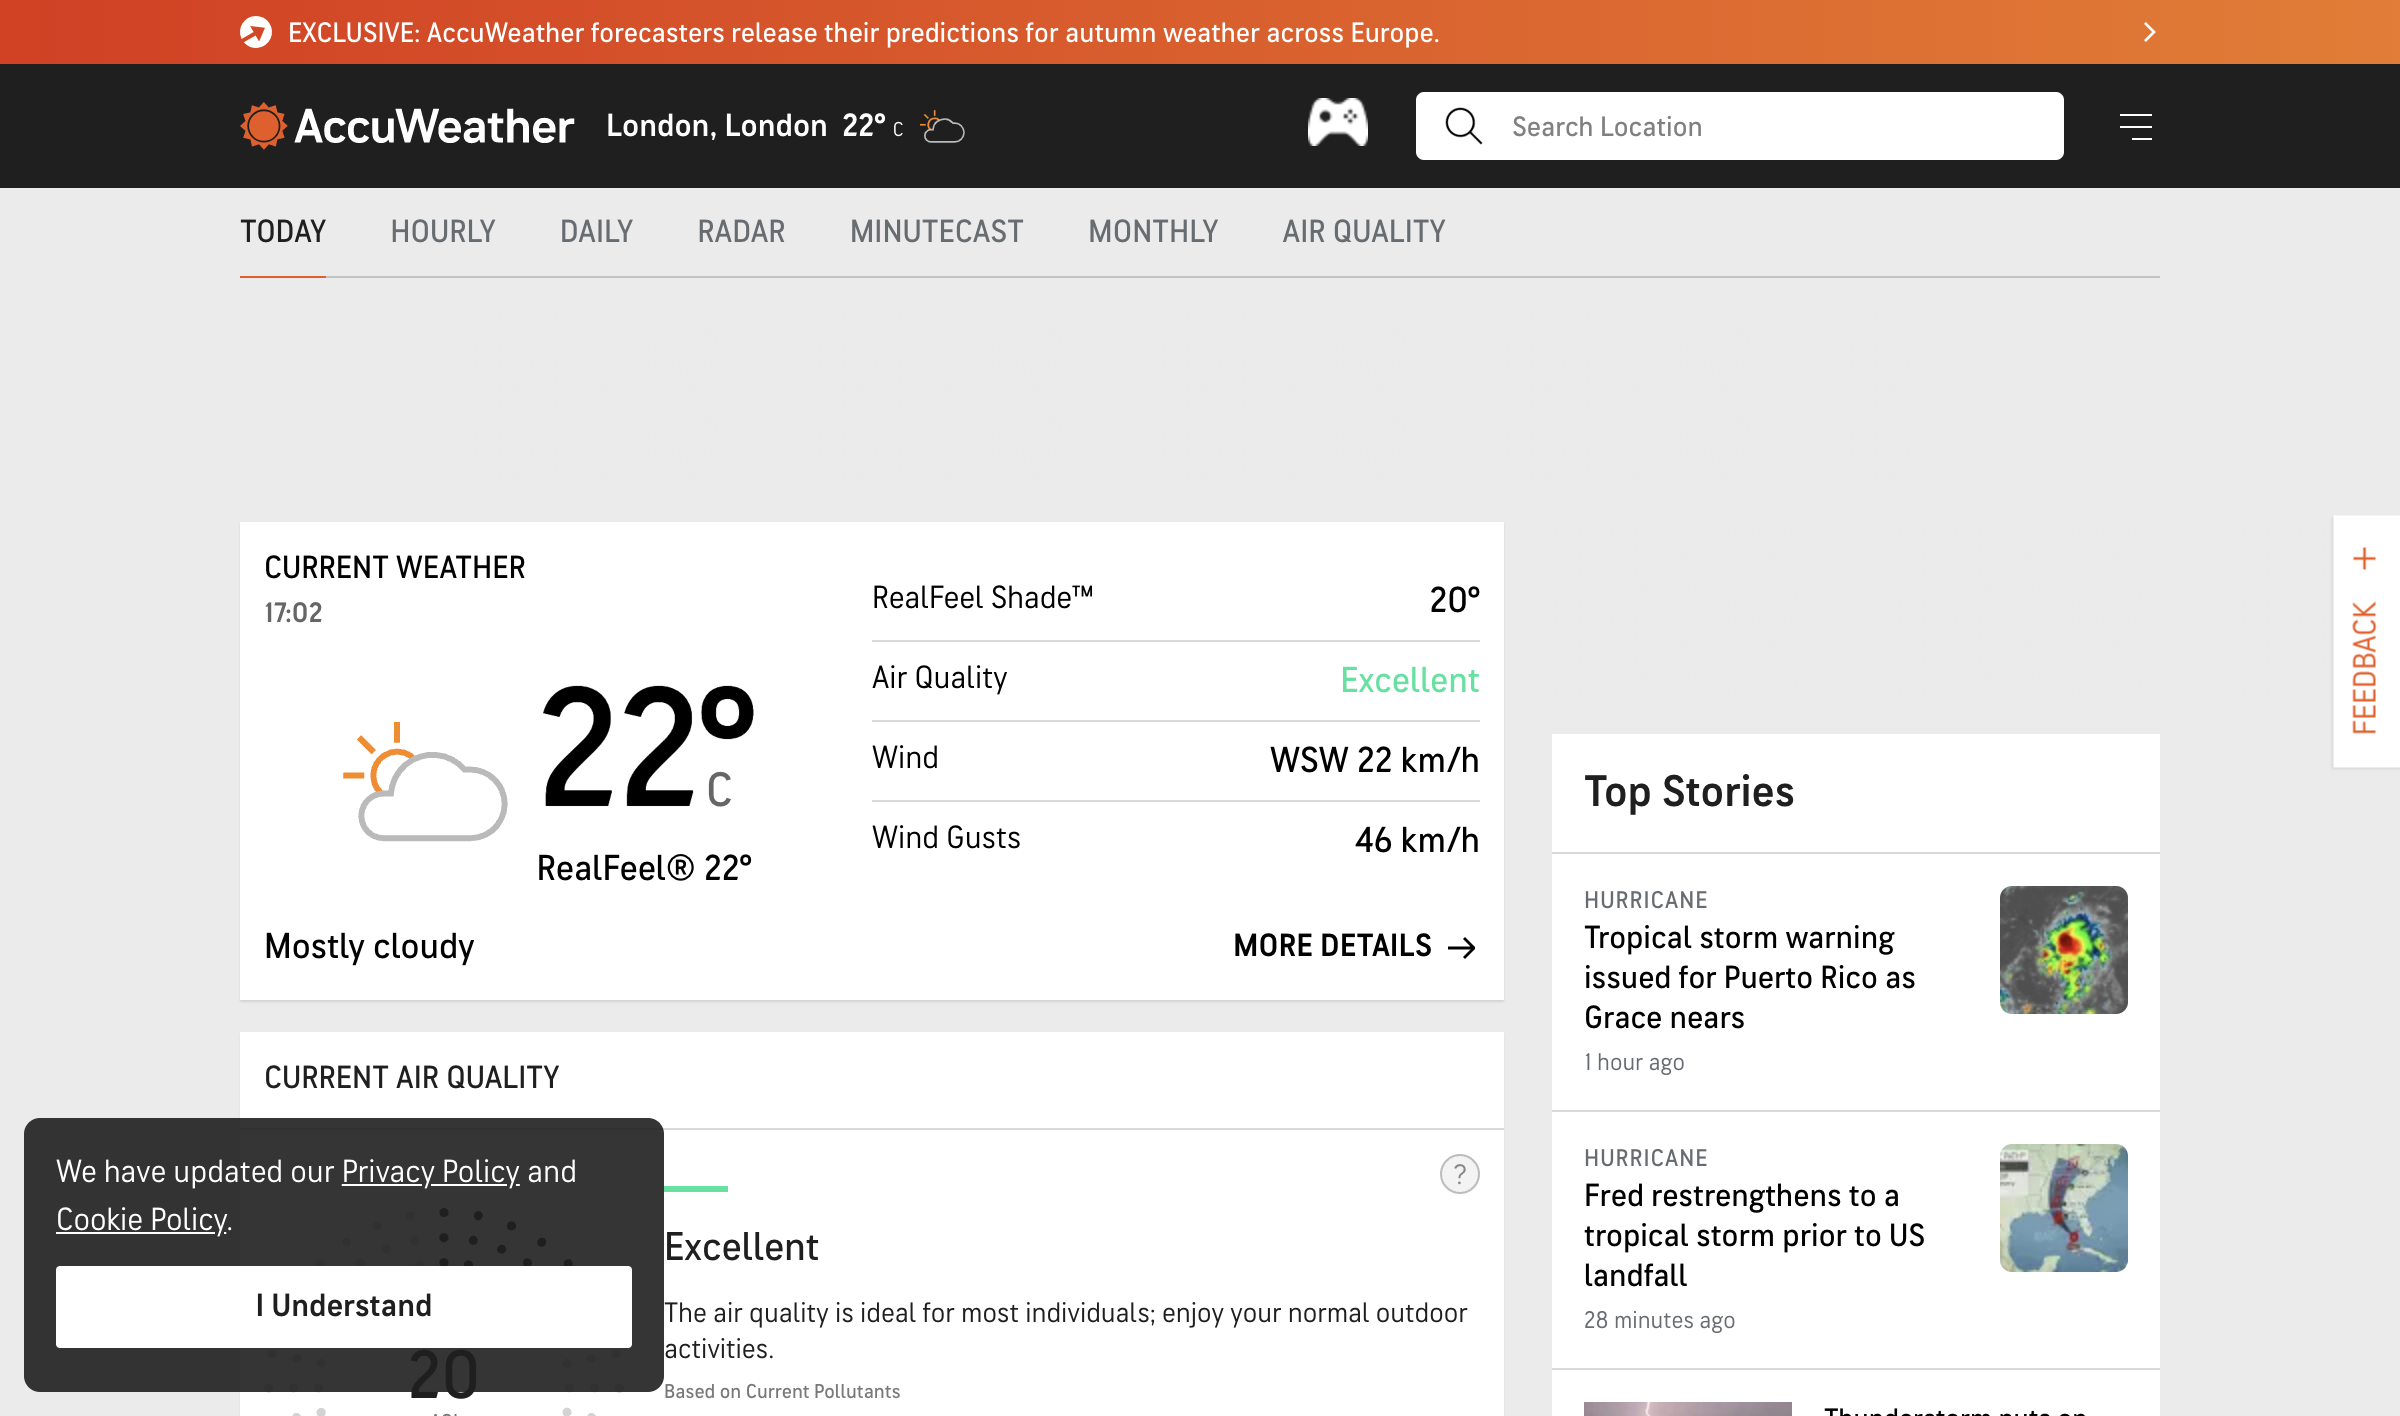 EXCLUSIVE: AccuWeather forecasters release their predictions for autumn weather across Europe.
AccuWeather London, London 22° C
Search Location
TODAY HOURLY DAILY RADAR MINUTECAST MONTHLY AIR QUALITY
CURRENT WEATHER
17:02
22°
C
RealFeel® 22°
Mostly cloudy
RealFeel Shade™ 20°
Air Quality Excellent
Wind WSW 22 km/h
Wind Gusts 46 km/h
MORE DETAILS
CURRENT AIR QUALITY
20
?
Excellent
The air quality is ideal for most individuals; enjoy your normal outdoor
activities.
Based on Current Pollutants
We have updated our Privacy Policy and
Cookie Policy.
I Understand
Top Stories
HURRICANE
Tropical storm warning
issued for Puerto Rico as
Grace nears
1 hour ago
HURRICANE
Fred restrengthens to a
tropical storm prior to US
landfall
28 minutes ago
Thunderstorm puts on
FEEDBACK